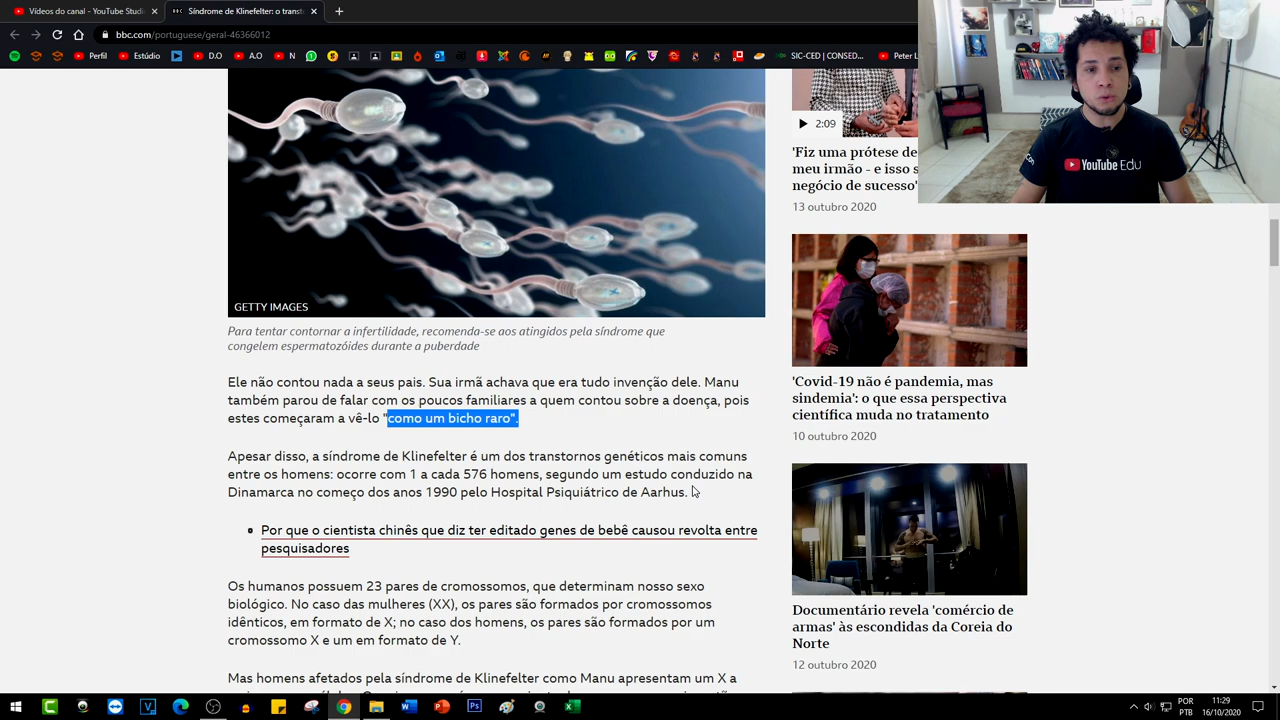 Vídeos do canal - YouTube Studi
Síndrome de Klinefelter: o transt
bbc.com/portuguese/geral-46366012
Perfil
Estúdio
D.O
A.O
N
SIC-CED | CONSED...
Peter L
2:09
'Fiz uma prótese de
meu irmão - e isso s
negócio de sucesso'
13 outubro 2020
YouTube Edu
GETTY IMAGES
Para tentar contornar a infertilidade, recomenda-se aos atingidos pela síndrome que
congelem espermatozóides durante a puberdade
Ele não contou nada a seus pais. Sua irmã achava que era tudo invenção dele. Manu
também parou de falar com os poucos familiares a quem contou sobre a doença, pois
estes começaram a vê-lo "como um bicho raro".
Apesar disso, a síndrome de Klinefelter é um dos transtornos genéticos mais comuns
entre os homens: ocorre com 1 a cada 576 homens, segundo um estudo conduzido na
Dinamarca no começo dos anos 1990 pelo Hospital Psiquiátrico de Aarhus.
Por que o cientista chinês que diz ter editado genes de bebê causou revolta entre
pesquisadores
Os humanos possuem 23 pares de cromossomos, que determinam nosso sexo
biológico. No caso das mulheres (XX), os pares são formados por cromossomos
idênticos, em formato de X; no caso dos homens, os pares são formados por um
cromossomo X e um em formato de Y.
Mas homens afetados pela síndrome de Klinefelter como Manu apresentam um X a
'Covid-19 não é pandemia, mas
sindemia': o que essa perspectiva
científica muda no tratamento
10 outubro 2020
Documentário revela 'comércio de
armas' às escondidas da Coreia do
Norte
12 outubro 2020
POR
PTB
11:29
16/10/2020